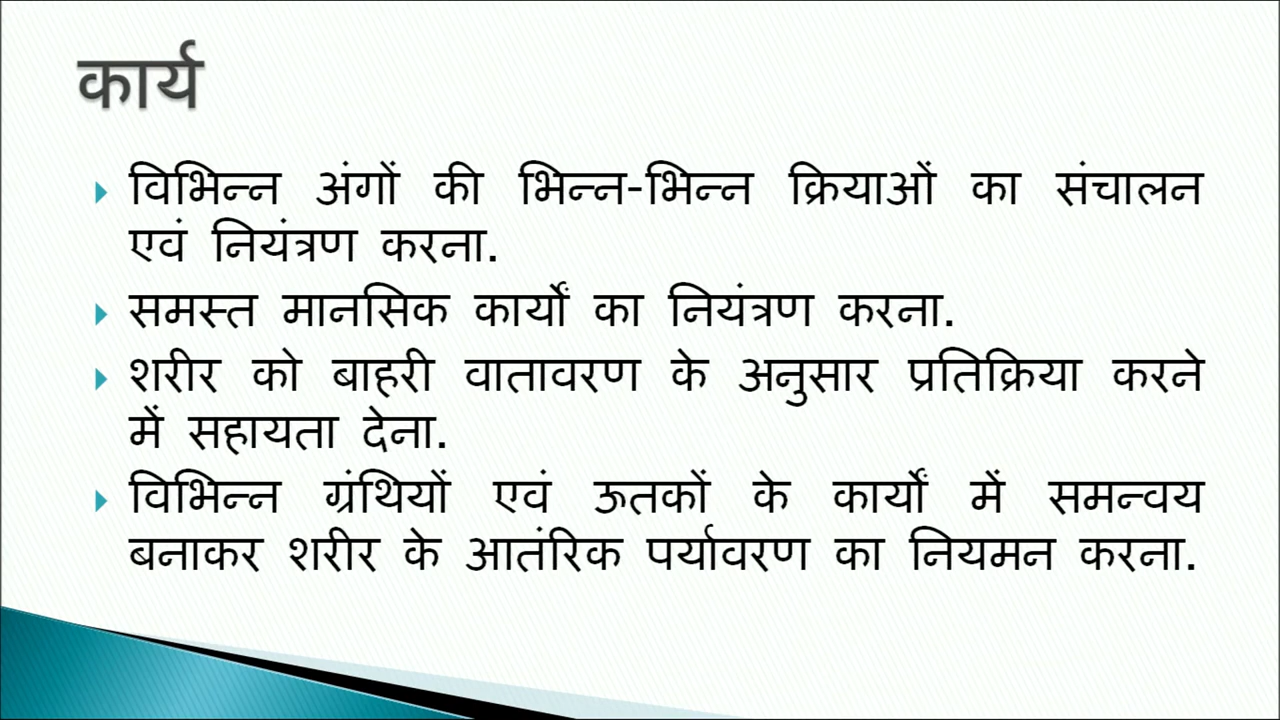 कार्य
विभिन्न अंगों की भिन्न-भिन्न क्रियाओं का संचालन
एवं नियंत्रण करना.
समस्त मानसिक कार्यों का नियंत्रण करना.
शरीर को बाहरी वातावरण के अनुसार प्रतिक्रिया करने
में सहायता देना.
विभिन्न ग्रंथियों एवं ऊतकों के कार्यों में समन्वय
बनाकर शरीर के आतंरिक पर्यावरण का नियमन करना.